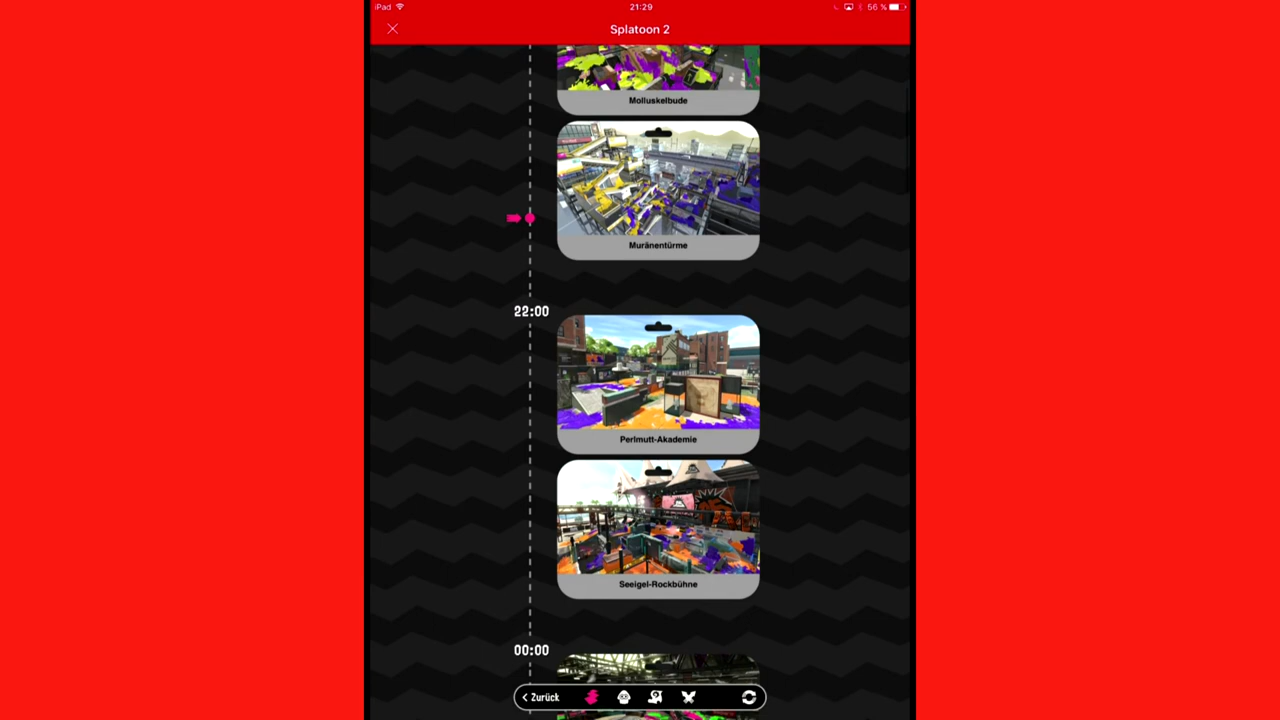 iPad 21:29 56 %
Splatoon 2
Molluskelbude
Muränentürme
22:00
Perlmutt-Akademie
Seeigel-Rockbühne
00:00
Zurück